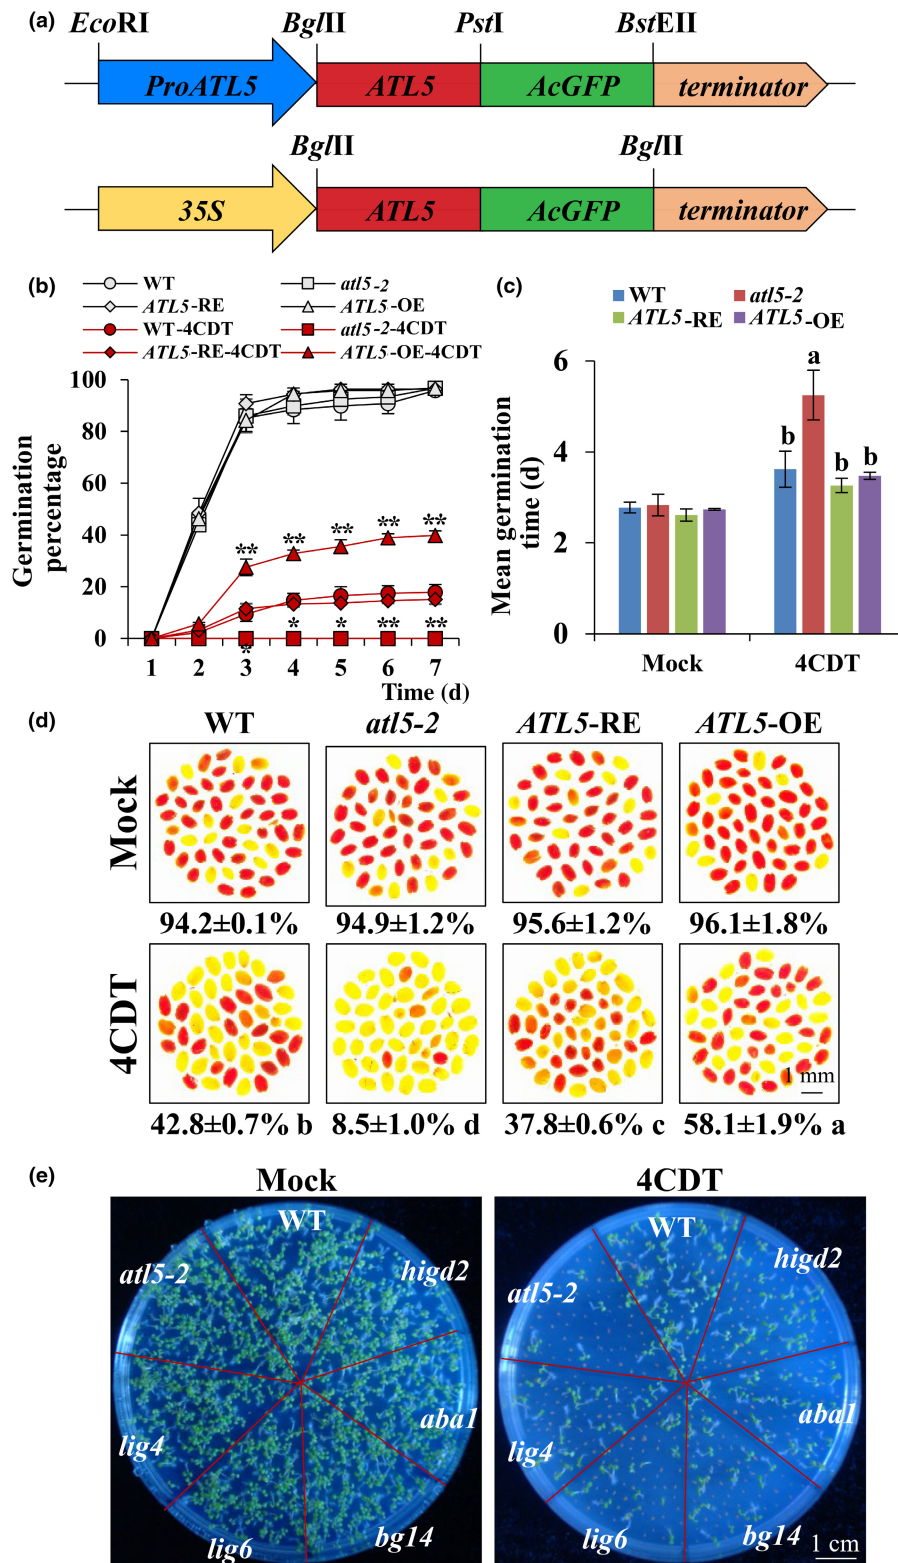 (a)
EcoRI BglII PstI BstEII
ProATL5 ATL5 AcGFP terminator
BglII BglII
35S ATL5 AcGFP terminator
(b)
WT atl5-2
ATL5-RE ATL5-OE
WT-4CDT atl5-2-4CDT
ATL5-RE-4CDT ATL5-OE-4CDT
Germination percentage
100
80
60
40
20
0
** ** ** ** **
* * * ** **
1 2 3 4 5 6 7
Time (d)
(c)
WT atl5-2
ATL5-RE ATL5-OE
Mean germination time (d)
6
4
2
0
b a b b
Mock 4CDT
(d)
WT atl5-2 ATL5-RE ATL5-OE
Mock
94.2±0.1% 94.9±1.2% 95.6±1.2% 96.1±1.8%
4CDT
1 mm
42.8±0.7% b 8.5±1.0% d 37.8±0.6% c 58.1±1.9% a
(e)
Mock 4CDT
WT
higd2
atl5-2
aba1
lig4
lig6
bg14
WT
higd2
atl5-2
aba1
lig4
lig6
bg14
1 cm